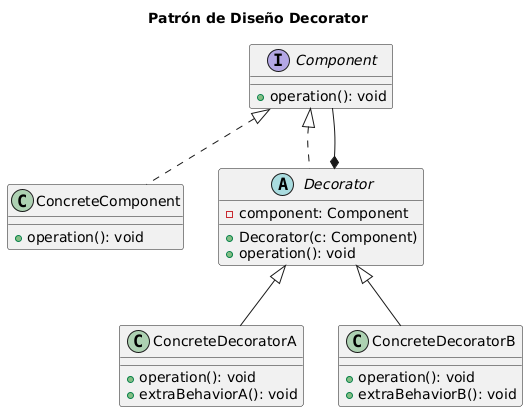 Patrón de Diseño Decorator
I Component
operation(): void
C ConcreteComponent
operation(): void
A Decorator
component: Component
Decorator(c: Component)
operation(): void
C ConcreteDecoratorA
operation(): void
extraBehaviorA(): void
C ConcreteDecoratorB
operation(): void
extraBehaviorB(): void